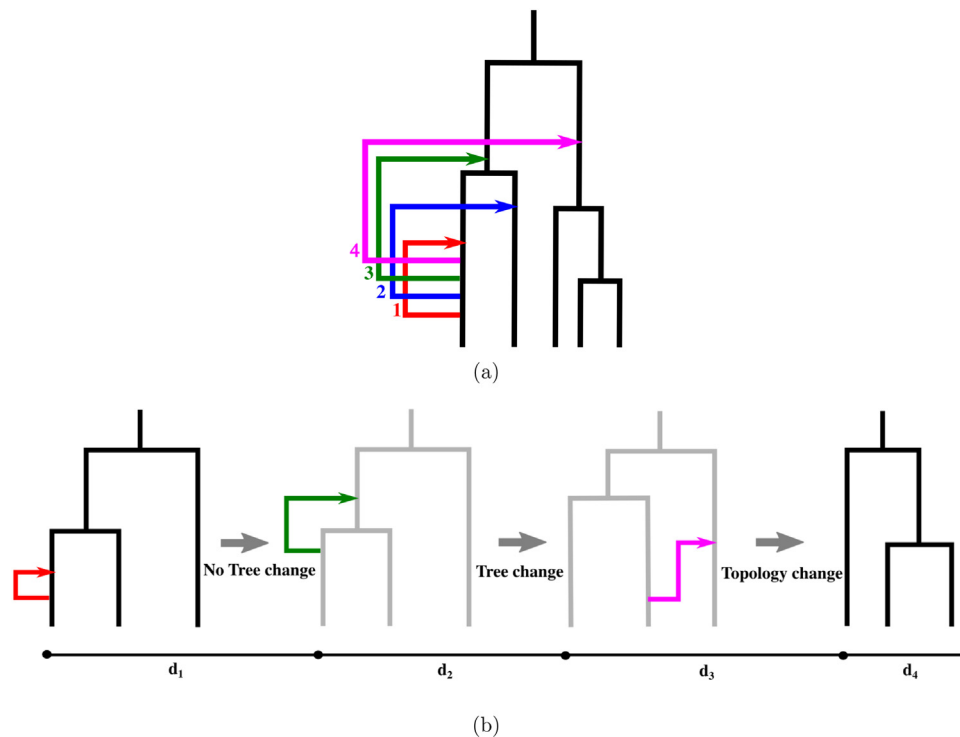 4
3
2
1
(a)
No Tree change
Tree change
Topology change
d1
d2
d3
d4
(b)